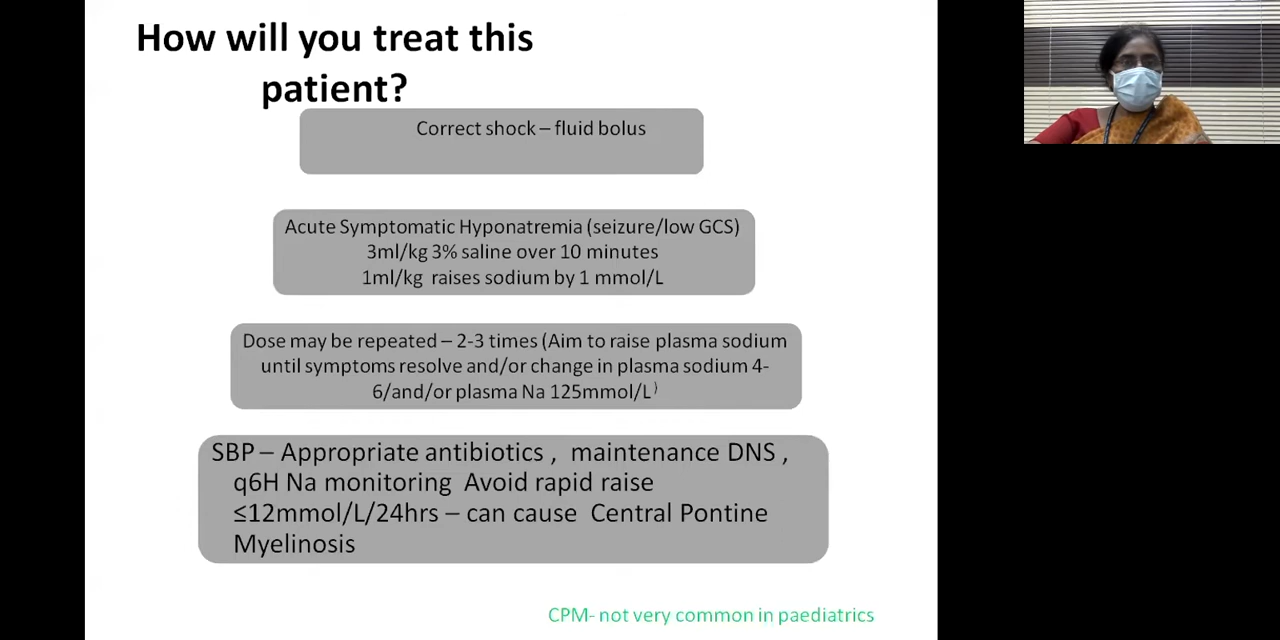 How will you treat this
patient?
Correct shock – fluid bolus
Acute Symptomatic Hyponatremia (seizure/low GCS)
3ml/kg 3% saline over 10 minutes
1ml/kg raises sodium by 1 mmol/L
Dose may be repeated – 2-3 times (Aim to raise plasma sodium
until symptoms resolve and/or change in plasma sodium 4-
6/and/or plasma Na 125mmol/L)
SBP – Appropriate antibiotics , maintenance DNS ,
q6H Na monitoring Avoid rapid raise
≤12mmol/L/24hrs – can cause Central Pontine
Myelinosis
CPM- not very common in paediatrics